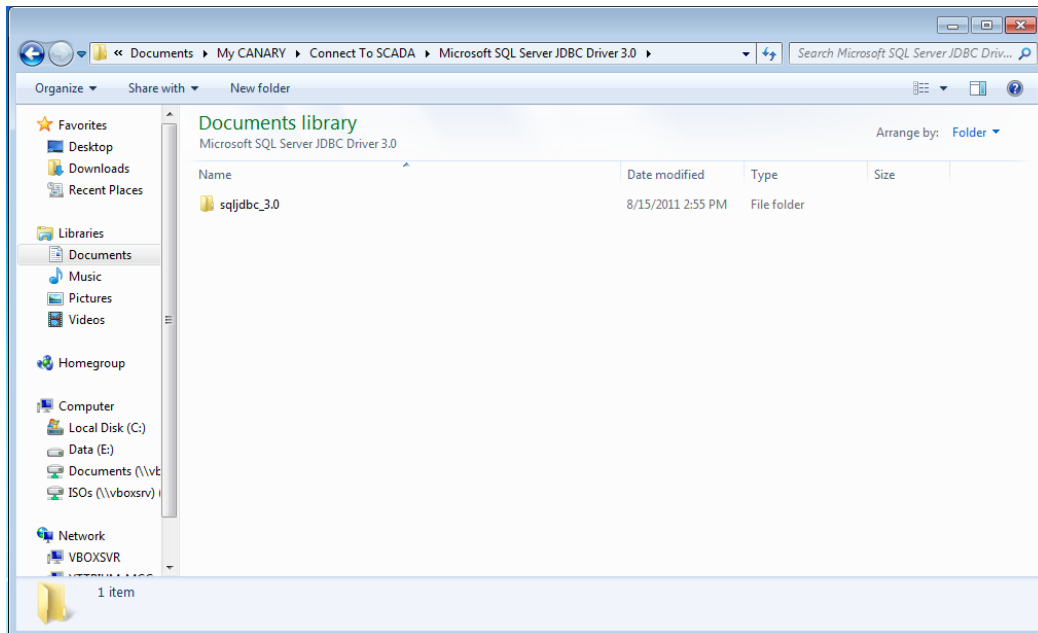 « Documents ▸ My CANARY ▸ Connect To SCADA ▸ Microsoft SQL Server JDBC Driver 3.0 ▸
Search Microsoft SQL Server JDBC Driv...
Organize ▾ Share with ▾ New folder
Favorites
Desktop
Downloads
Recent Places
Libraries
Documents
Music
Pictures
Videos
Homegroup
Computer
Local Disk (C:)
Data (E:)
Documents (\\vb
ISOs (\\vboxsrv) (
Network
VBOXSVR
Documents library
Microsoft SQL Server JDBC Driver 3.0
Arrange by: Folder ▾
Name Date modified Type Size
sqljdbc_3.0 8/15/2011 2:55 PM File folder
1 item